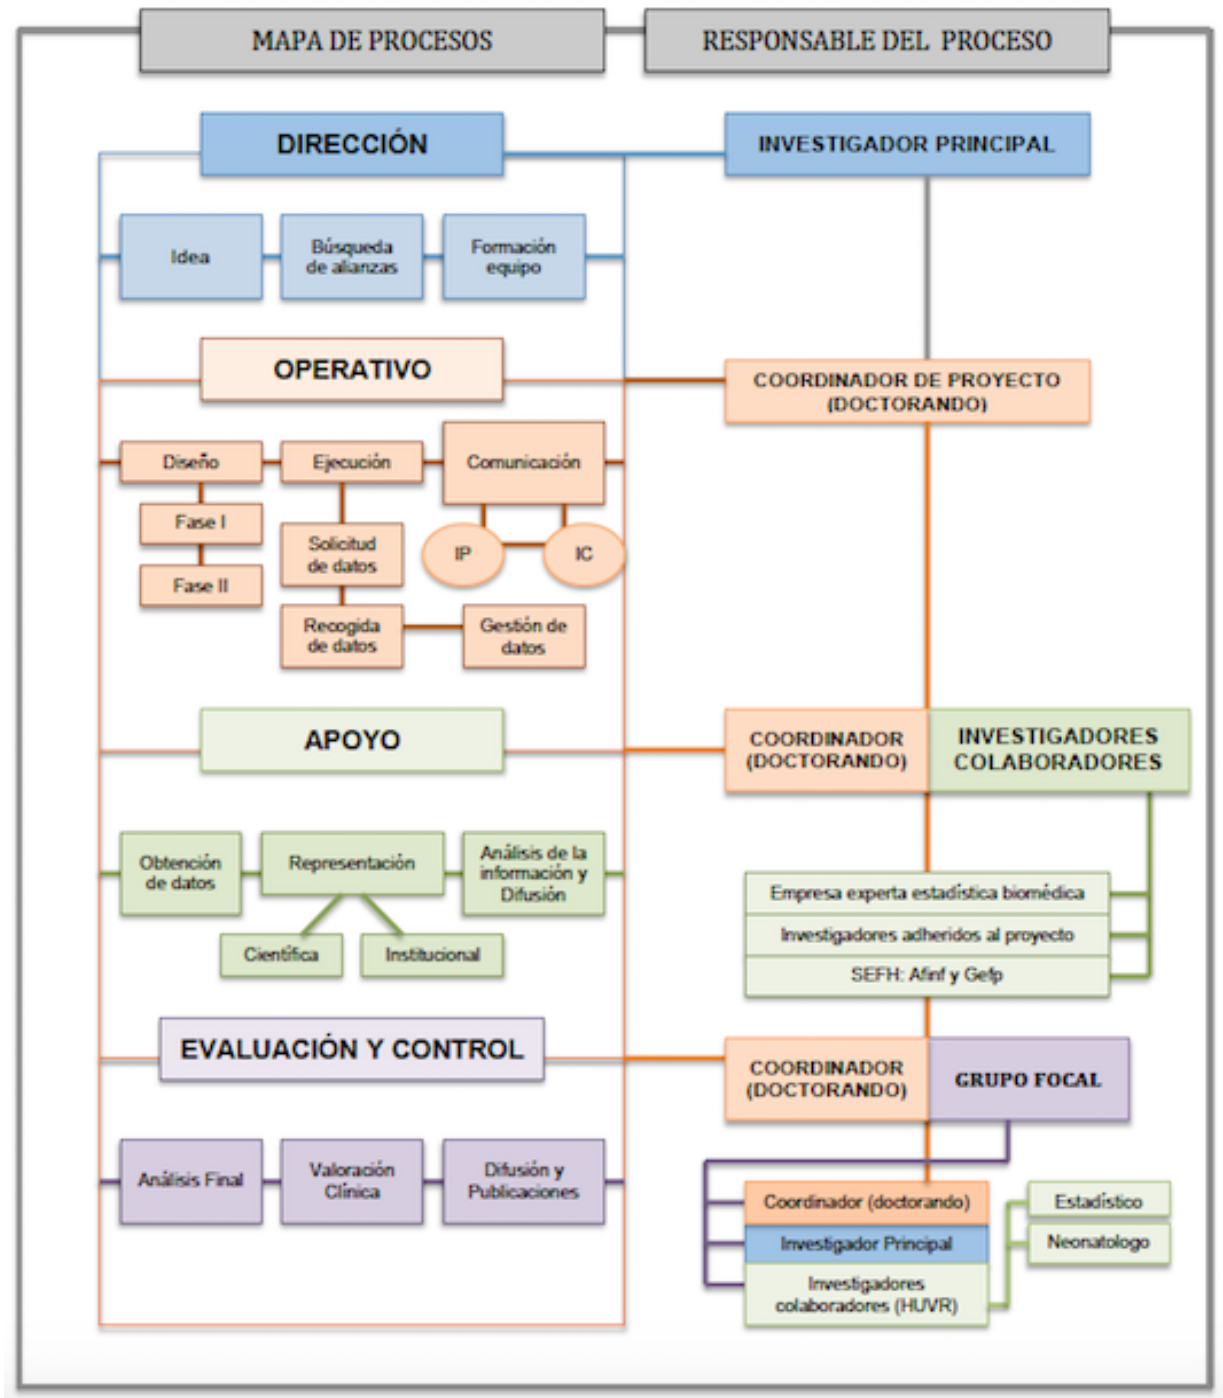 MAPA DE PROCESOS
RESPONSABLE DEL PROCESO
DIRECCIÓN
INVESTIGADOR PRINCIPAL
Idea
Búsqueda
de alianzas
Formación
equipo
OPERATIVO
COORDINADOR DE PROYECTO
(DOCTORANDO)
Diseño
Ejecución
Comunicación
Fase I
Fase II
Solicitud
de datos
IP
IC
Recogida
de datos
Gestión de
datos
APOYO
COORDINADOR
(DOCTORANDO)
INVESTIGADORES
COLABORADORES
Obtención
de datos
Representación
Análisis de la
información y
Difusión
Científica
Institucional
Empresa experta estadística biomédica
Investigadores adheridos al proyecto
SEFH: Afinf y Gefp
EVALUACIÓN Y CONTROL
COORDINADOR
(DOCTORANDO)
GRUPO FOCAL
Análisis Final
Valoración
Clínica
Difusión y
Publicaciones
Coordinador (doctorando)
Investigador Principal
Investigadores
colaboradores (HUVR)
Estadístico
Neonatologo